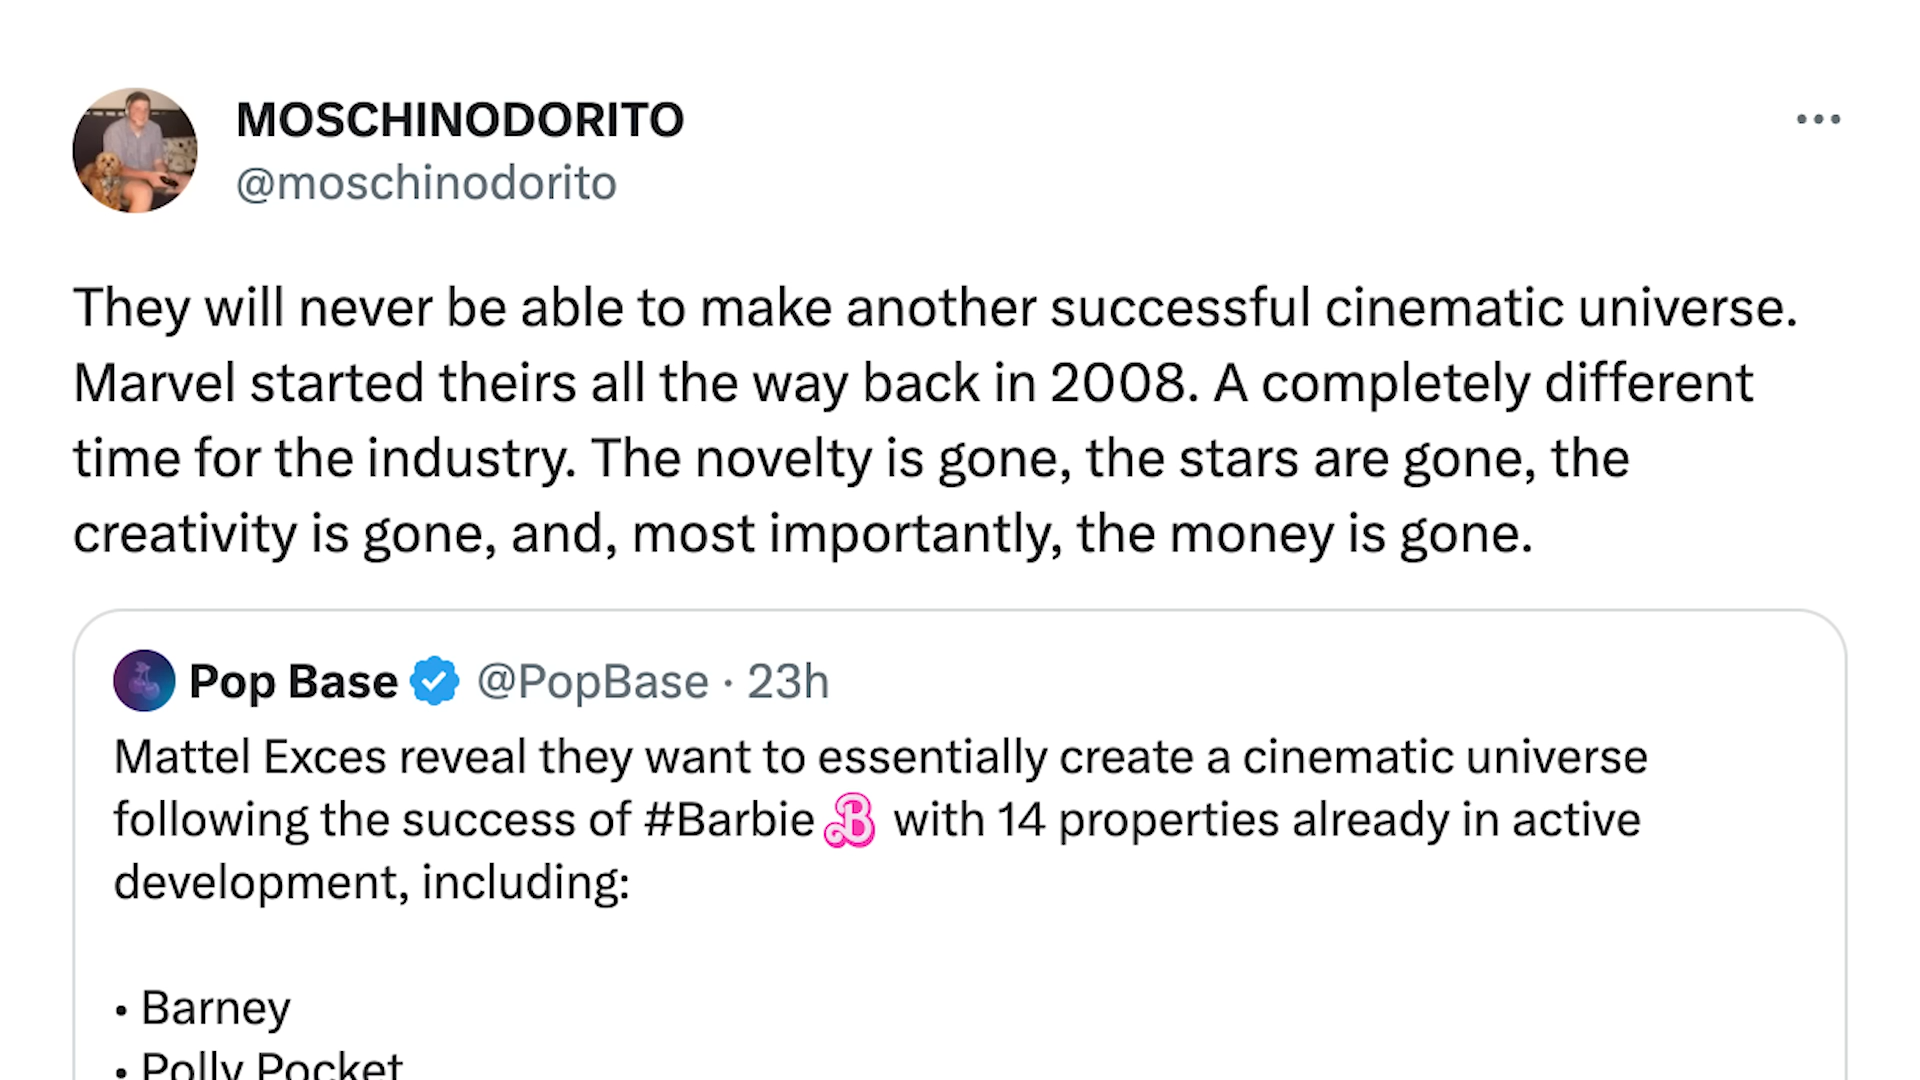 MOSCHINODORITO
@moschinodorito
They will never be able to make another successful cinematic universe.
Marvel started theirs all the way back in 2008. A completely different
time for the industry. The novelty is gone, the stars are gone, the
creativity is gone, and, most importantly, the money is gone.
Pop Base @PopBase · 23h
Mattel Exces reveal they want to essentially create a cinematic universe
following the success of #Barbie B with 14 properties already in active
development, including:
• Barney
• Polly Pocket